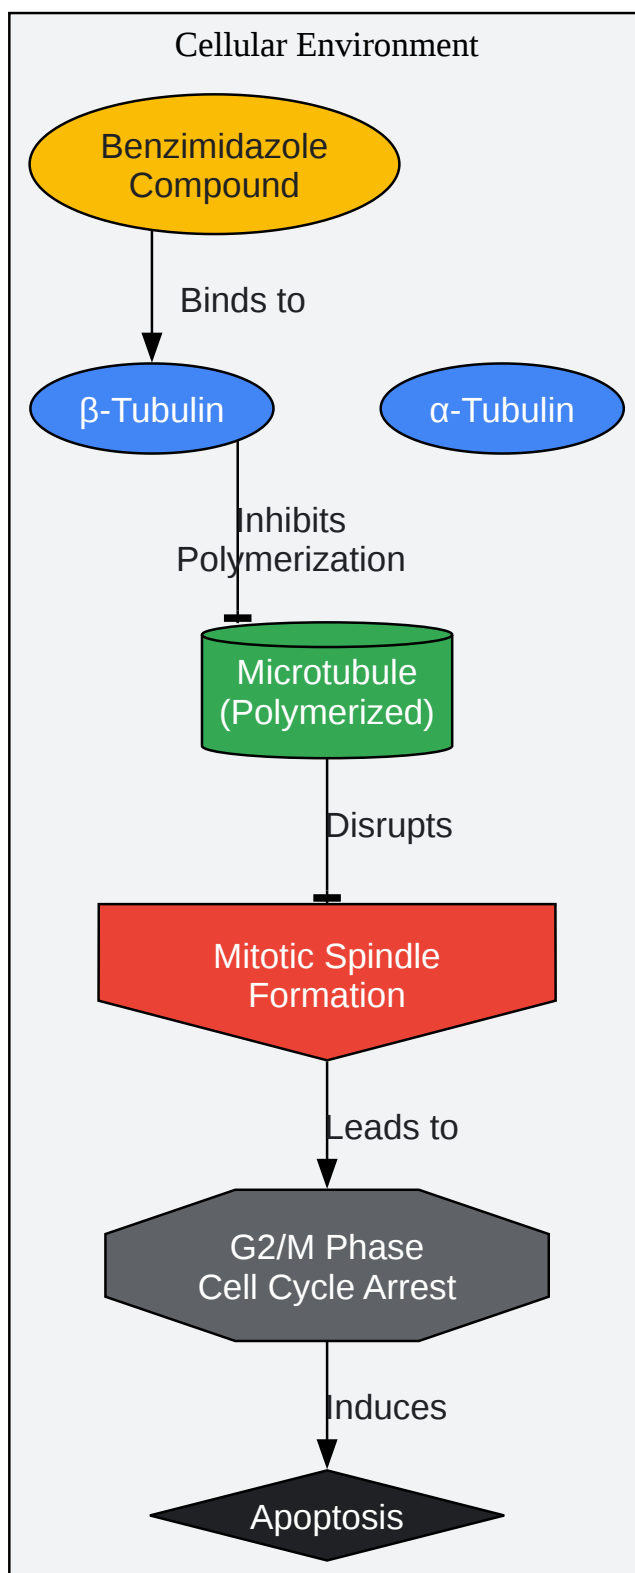 Cellular Environment
Benzimidazole
Compound
Binds to
β-Tubulin
α-Tubulin
Inhibits
Polymerization
Microtubule
(Polymerized)
Disrupts
Mitotic Spindle
Formation
Leads to
G2/M Phase
Cell Cycle Arrest
Induces
Apoptosis